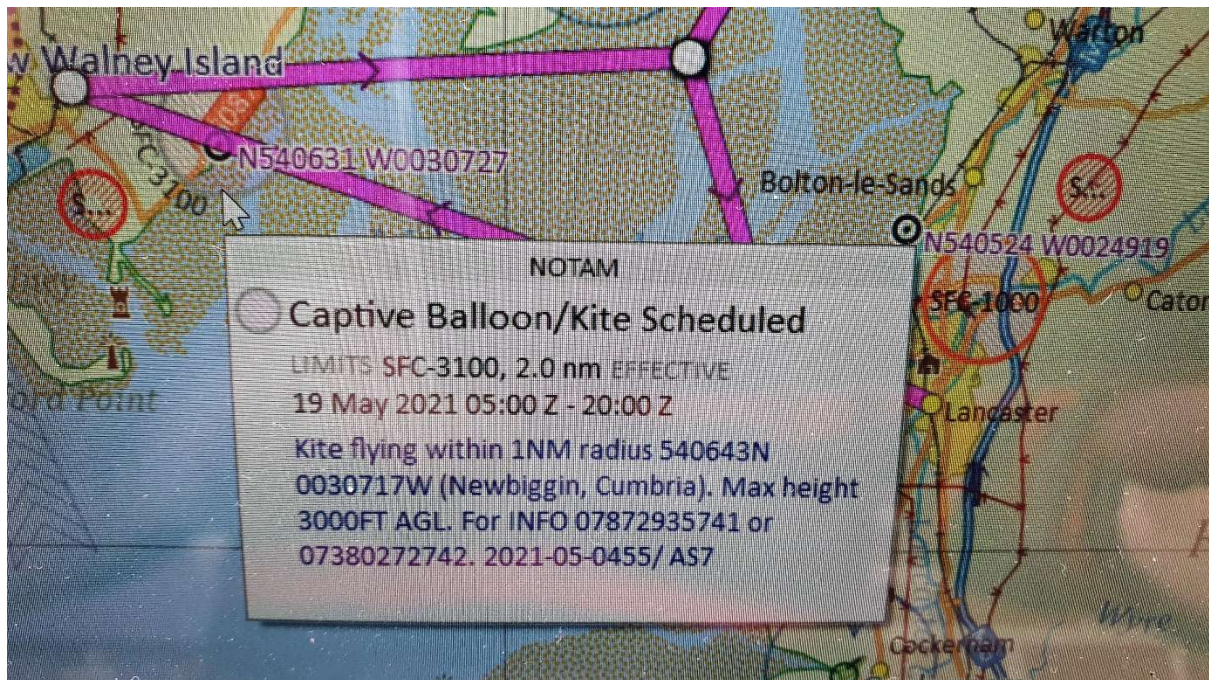 Warton
w Walney Island
N540631 W0030727
SFC-3100
S...
Bolton-le-Sands
S...
N540524 W0024919
SFC-1000
Caton
NOTAM
Captive Balloon/Kite Scheduled
LIMITS SFC-3100, 2.0 nm EFFECTIVE
19 May 2021 05:00 Z - 20:00 Z
Kite flying within 1NM radius 540643N
0030717W (Newbiggin, Cumbria). Max height
3000FT AGL. For INFO 07872935741 or
07380272742. 2021-05-0455/ AS7
Point
Lancaster
Wyre
Cockerham